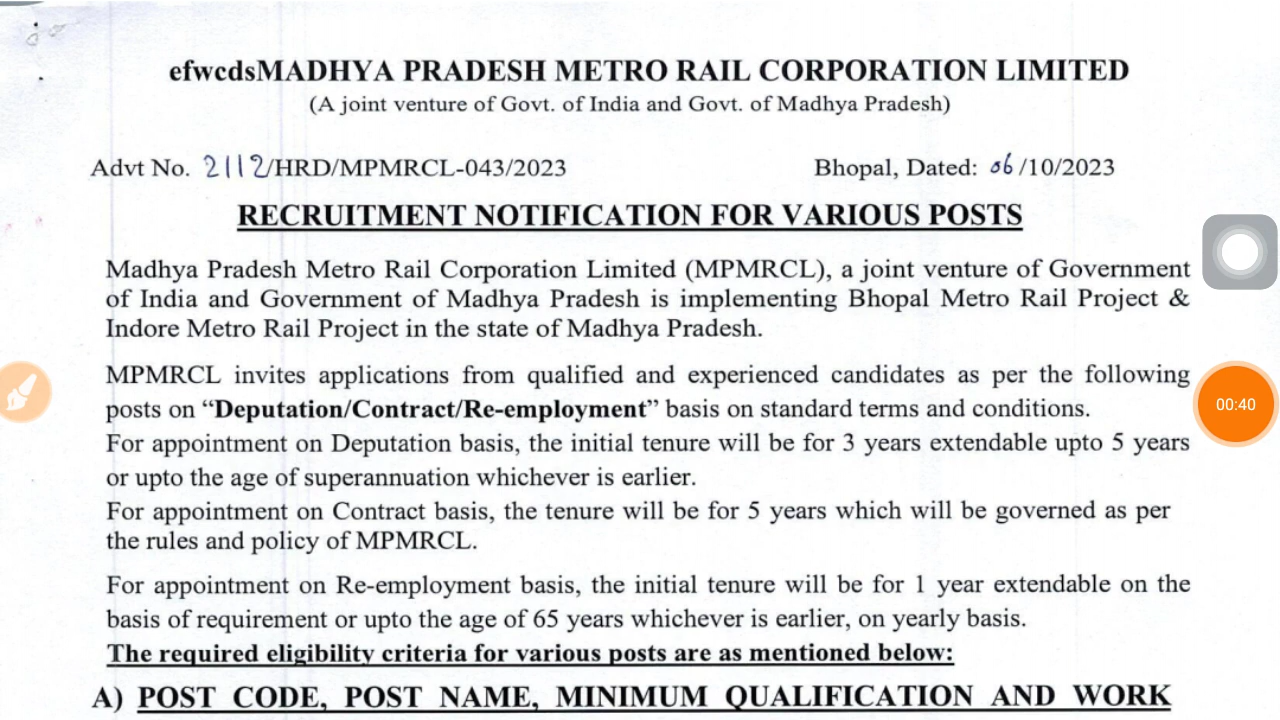 efwcdsMADHYA PRADESH METRO RAIL CORPORATION LIMITED
(A joint venture of Govt. of India and Govt. of Madhya Pradesh)
Advt No. 2112/HRD/MPMRCL-043/2023 Bhopal, Dated: 06/10/2023
RECRUITMENT NOTIFICATION FOR VARIOUS POSTS
Madhya Pradesh Metro Rail Corporation Limited (MPMRCL), a joint venture of Government
of India and Government of Madhya Pradesh is implementing Bhopal Metro Rail Project &
Indore Metro Rail Project in the state of Madhya Pradesh.
MPMRCL invites applications from qualified and experienced candidates as per the following
posts on “Deputation/Contract/Re-employment” basis on standard terms and conditions.
00:40
For appointment on Deputation basis, the initial tenure will be for 3 years extendable upto 5 years
or upto the age of superannuation whichever is earlier.
For appointment on Contract basis, the tenure will be for 5 years which will be governed as per
the rules and policy of MPMRCL.
For appointment on Re-employment basis, the initial tenure will be for 1 year extendable on the
basis of requirement or upto the age of 65 years whichever is earlier, on yearly basis.
The required eligibility criteria for various posts are as mentioned below:
A) POST CODE, POST NAME, MINIMUM QUALIFICATION AND WORK